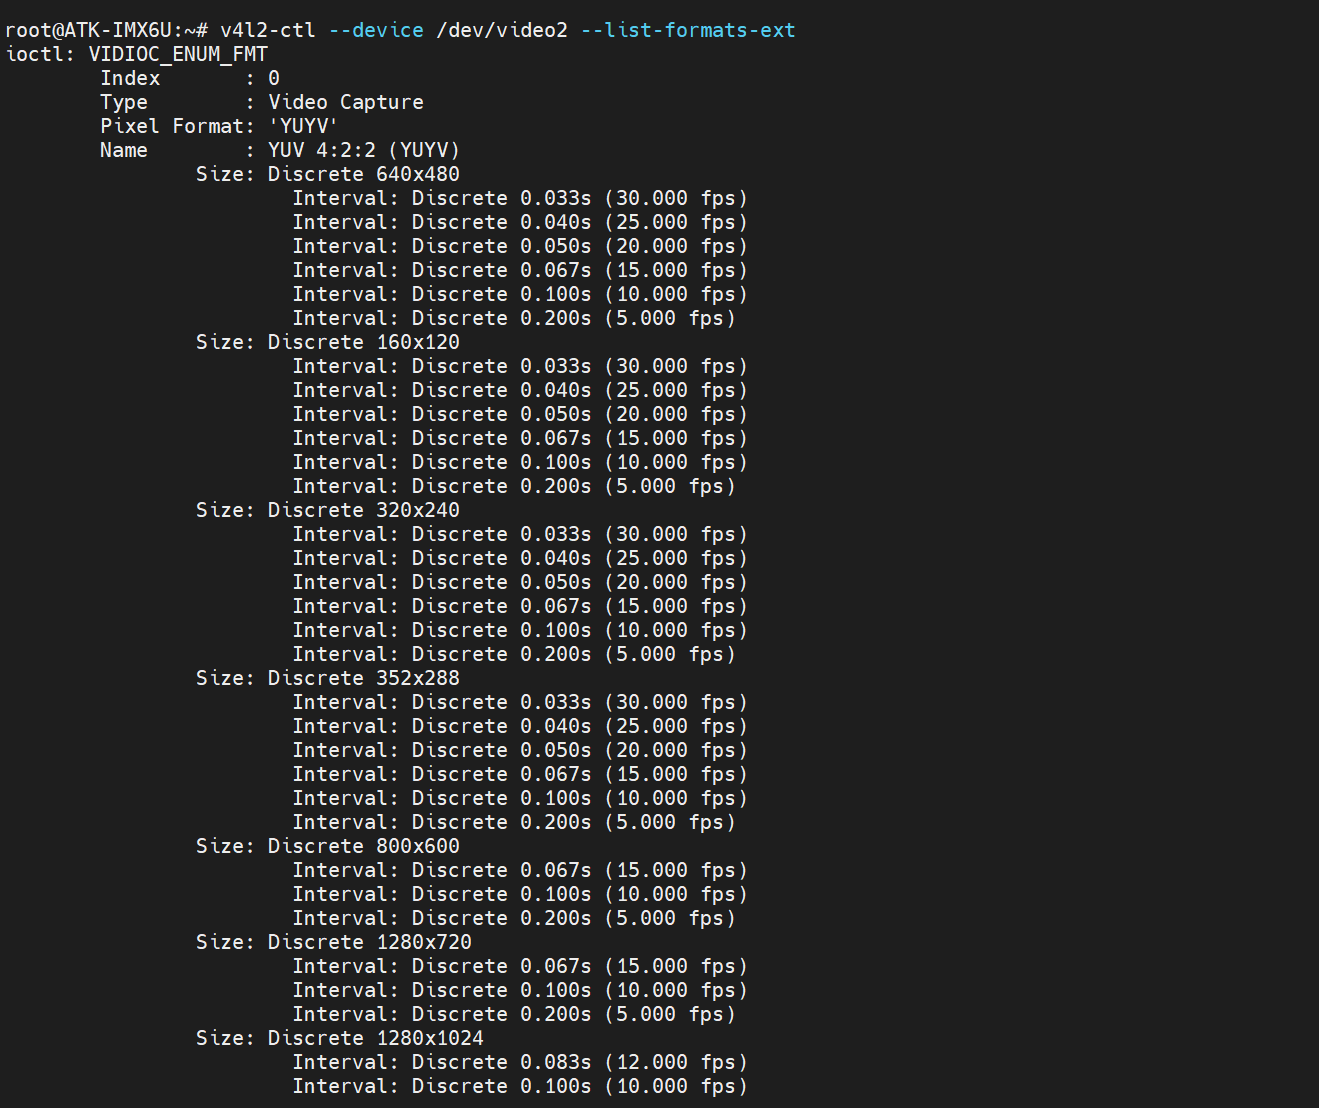 root@ATK-IMX6U:~# v4l2-ctl --device /dev/video2 --list-formats-ext
ioctl: VIDIOC_ENUM_FMT
        Index       : 0
        Type        : Video Capture
        Pixel Format: 'YUYV'
        Name        : YUV 4:2:2 (YUYV)
                Size: Discrete 640x480
                        Interval: Discrete 0.033s (30.000 fps)
                        Interval: Discrete 0.040s (25.000 fps)
                        Interval: Discrete 0.050s (20.000 fps)
                        Interval: Discrete 0.067s (15.000 fps)
                        Interval: Discrete 0.100s (10.000 fps)
                        Interval: Discrete 0.200s (5.000 fps)
                Size: Discrete 160x120
                        Interval: Discrete 0.033s (30.000 fps)
                        Interval: Discrete 0.040s (25.000 fps)
                        Interval: Discrete 0.050s (20.000 fps)
                        Interval: Discrete 0.067s (15.000 fps)
                        Interval: Discrete 0.100s (10.000 fps)
                        Interval: Discrete 0.200s (5.000 fps)
                Size: Discrete 320x240
                        Interval: Discrete 0.033s (30.000 fps)
                        Interval: Discrete 0.040s (25.000 fps)
                        Interval: Discrete 0.050s (20.000 fps)
                        Interval: Discrete 0.067s (15.000 fps)
                        Interval: Discrete 0.100s (10.000 fps)
                        Interval: Discrete 0.200s (5.000 fps)
                Size: Discrete 352x288
                        Interval: Discrete 0.033s (30.000 fps)
                        Interval: Discrete 0.040s (25.000 fps)
                        Interval: Discrete 0.050s (20.000 fps)
                        Interval: Discrete 0.067s (15.000 fps)
                        Interval: Discrete 0.100s (10.000 fps)
                        Interval: Discrete 0.200s (5.000 fps)
                Size: Discrete 800x600
                        Interval: Discrete 0.067s (15.000 fps)
                        Interval: Discrete 0.100s (10.000 fps)
                        Interval: Discrete 0.200s (5.000 fps)
                Size: Discrete 1280x720
                        Interval: Discrete 0.067s (15.000 fps)
                        Interval: Discrete 0.100s (10.000 fps)
                        Interval: Discrete 0.200s (5.000 fps)
                Size: Discrete 1280x1024
                        Interval: Discrete 0.083s (12.000 fps)
                        Interval: Discrete 0.100s (10.000 fps)